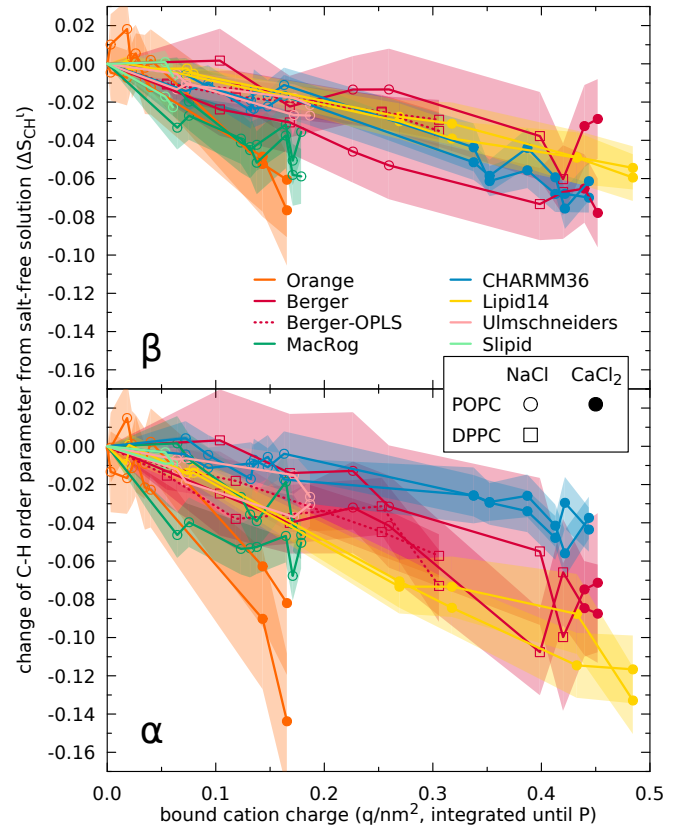 0.02
0.00
-0.02
-0.04
-0.06
-0.08
-0.10
-0.12
-0.14
-0.16
β
Orange
Berger
Berger-OPLS
MacRog
CHARMM36
Lipid14
Ulmschneiders
Slipid
NaCl CaCl₂
POPC
DPPC
0.02
0.00
-0.02
-0.04
-0.06
-0.08
-0.10
-0.12
-0.14
-0.16
α
0.0 0.1 0.2 0.3 0.4 0.5
bound cation charge (q/nm², integrated until P)
change of C-H order parameter from salt-free solution (ΔS_CH^i)